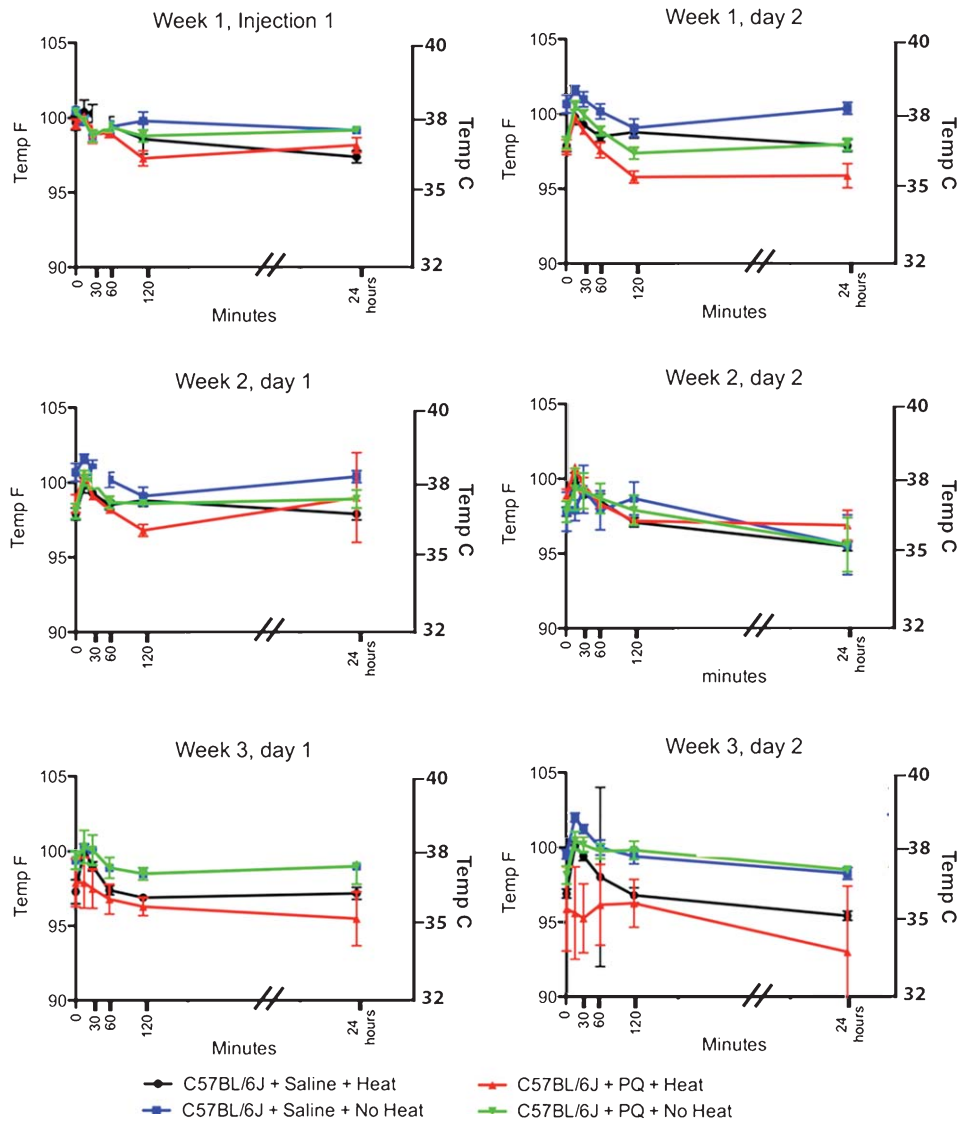 Week 1, Injection 1
105
100
95
90
Temp F
40
38
35
32
Temp C
0
30
60
120
24
hours
Minutes
Week 1, day 2
105
100
95
90
Temp F
40
38
35
32
Temp C
0
30
60
120
24
hours
Minutes
Week 2, day 1
105
100
95
90
Temp F
40
38
35
32
Temp C
0
30
60
120
24
hours
Week 2, day 2
105
100
95
90
Temp F
40
38
35
32
Temp C
0
30
60
120
24
hours
minutes
Week 3, day 1
105
100
95
90
Temp F
40
38
35
32
Temp C
0
30
60
120
24
hours
Minutes
Week 3, day 2
105
100
95
90
Temp F
40
38
35
32
Temp C
0
30
60
120
24
hours
Minutes
C57BL/6J + Saline + Heat
C57BL/6J + PQ + Heat
C57BL/6J + Saline + No Heat
C57BL/6J + PQ + No Heat